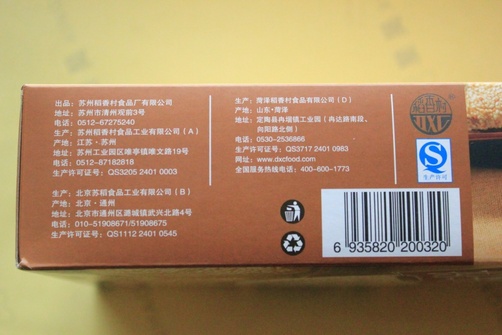 出品：苏州稻香村食品厂有限公司
地址：苏州市清州观前3号
电话：0512-67275240
生产：苏州稻香村食品工业有限公司（A）
产地：江苏·苏州
地址：苏州工业园区唯亭镇唯文路19号
电话：0512-87182818
生产许可证号：QS3205 2401 0003
生产：北京苏稻食品工业有限公司（B）
产地：北京·通州
地址：北京市通州区潞城镇武兴北路4号
电话：010-51908671/51908675
生产许可证号：QS1112 2401 0545
生产：菏泽稻香村食品有限公司（D）
产地：山东·菏泽
地址：定陶县冉堌镇工业园（冉达路南段、
向阳路北侧）
电话：0530-2536866
生产许可证号：QS3717 2401 0983
网址：www.dxcfood.com
全国服务热线电话：400-600-1773
稻香村
DXC
QS
生产许可
6 935820 200320